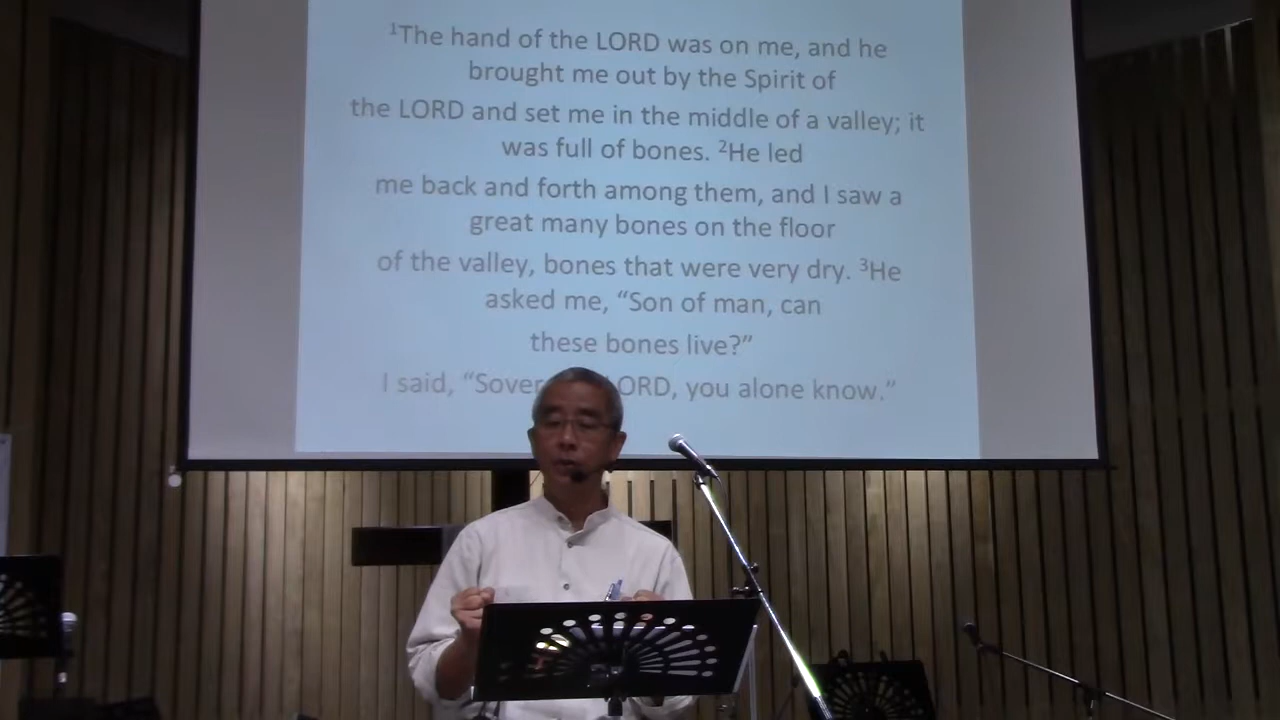 ¹The hand of the LORD was on me, and he
brought me out by the Spirit of
the LORD and set me in the middle of a valley; it
was full of bones. ²He led
me back and forth among them, and I saw a
great many bones on the floor
of the valley, bones that were very dry. ³He
asked me, “Son of man, can
these bones live?”
I said, “Sover LORD, you alone know.”